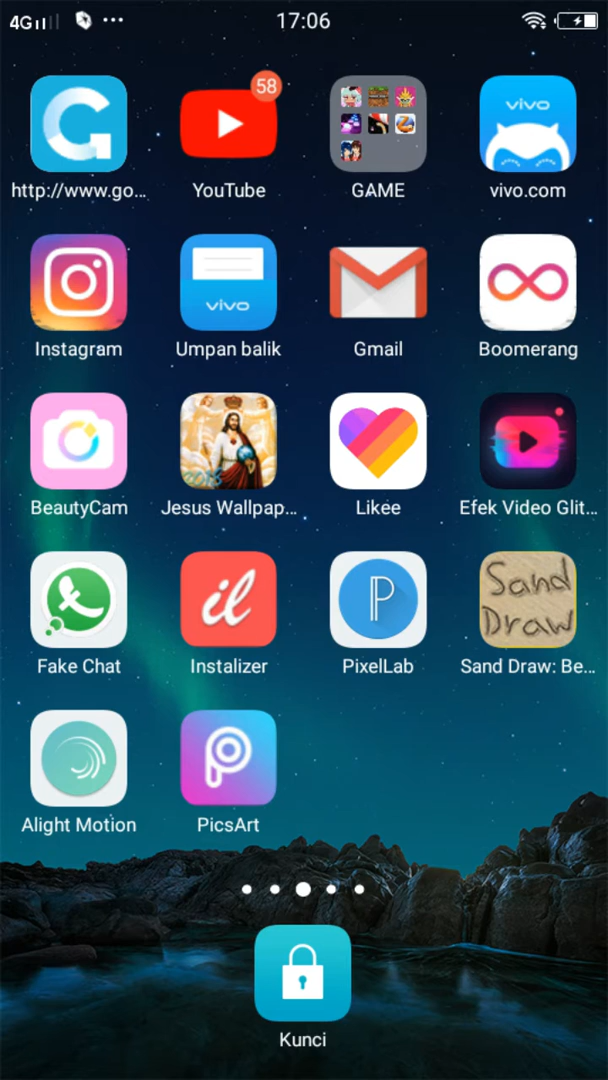 4G 17:06
58
http://www.go... YouTube GAME vivo.com
vivo
vivo
Instagram Umpan balik Gmail Boomerang
2018
BeautyCam Jesus Wallpap... Likee Efek Video Glit...
il
Sand
Draw
Fake Chat Instalizer PixelLab Sand Draw: Be...
Alight Motion PicsArt
Kunci